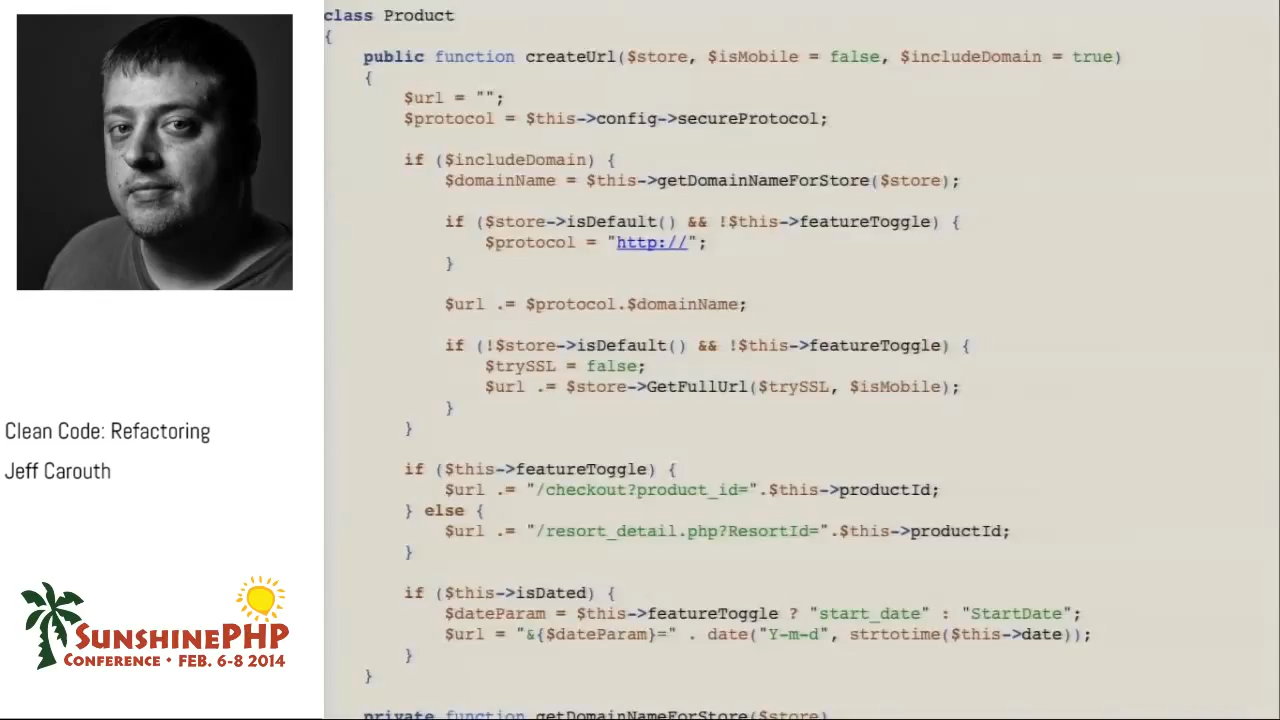 class Product
{
public function createUrl($store, $isMobile = false, $includeDomain = true)
{
$url = "";
$protocol = $this->config->secureProtocol;
if ($includeDomain) {
$domainName = $this->getDomainNameForStore($store);
if ($store->isDefault() && !$this->featureToggle) {
$protocol = "http://";
}
$url .= $protocol.$domainName;
if (!$store->isDefault() && !$this->featureToggle) {
$trySSL = false;
$url .= $store->GetFullUrl($trySSL, $isMobile);
}
}
if ($this->featureToggle) {
$url .= "/checkout?product_id=".$this->productId;
} else {
$url .= "/resort_detail.php?ResortId=".$this->productId;
}
if ($this->isDated) {
$dateParam = $this->featureToggle ? "start_date" : "StartDate";
$url = "&{$dateParam}=" . date("Y-m-d", strtotime($this->date));
}
}
private function getDomainNameForStore($store)
Clean Code: Refactoring
Jeff Carouth
SUNSHINEPHP
CONFERENCE • FEB. 6-8 2014